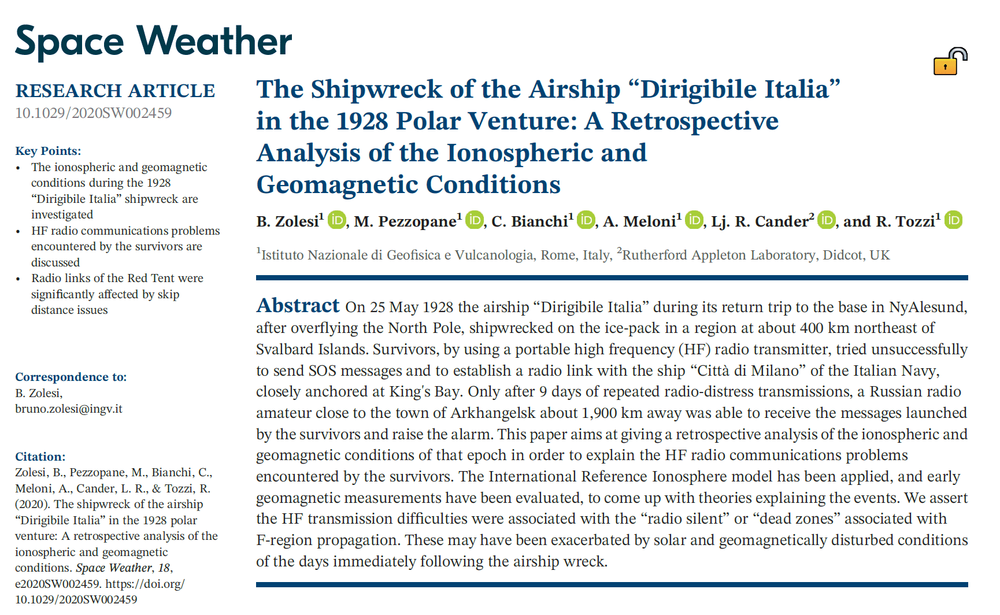 Space Weather
RESEARCH ARTICLE
10.1029/2020SW002459
Key Points:
• The ionospheric and geomagnetic
conditions during the 1928
“Dirigibile Italia” shipwreck are
investigated
• HF radio communications problems
encountered by the survivors are
discussed
• Radio links of the Red Tent were
significantly affected by skip
distance issues
Correspondence to:
B. Zolesi,
bruno.zolesi@ingv.it
Citation:
Zolesi, B., Pezzopane, M., Bianchi, C.,
Meloni, A., Cander, L. R., & Tozzi, R.
(2020). The shipwreck of the airship
“Dirigibile Italia” in the 1928 polar
venture: A retrospective analysis of the
ionospheric and geomagnetic
conditions. Space Weather, 18,
e2020SW002459. https://doi.org/
10.1029/2020SW002459
The Shipwreck of the Airship “Dirigibile Italia”
in the 1928 Polar Venture: A Retrospective
Analysis of the Ionospheric and
Geomagnetic Conditions
B. Zolesi¹ iD, M. Pezzopane¹ iD, C. Bianchi¹ iD, A. Meloni¹ iD, Lj. R. Cander² iD, and R. Tozzi¹ iD
¹Istituto Nazionale di Geofisica e Vulcanologia, Rome, Italy, ²Rutherford Appleton Laboratory, Didcot, UK
Abstract On 25 May 1928 the airship “Dirigibile Italia” during its return trip to the base in NyAlesund,
after overflying the North Pole, shipwrecked on the ice-pack in a region at about 400 km northeast of
Svalbard Islands. Survivors, by using a portable high frequency (HF) radio transmitter, tried unsuccessfully
to send SOS messages and to establish a radio link with the ship “Città di Milano” of the Italian Navy,
closely anchored at King's Bay. Only after 9 days of repeated radio-distress transmissions, a Russian radio
amateur close to the town of Arkhangelsk about 1,900 km away was able to receive the messages launched
by the survivors and raise the alarm. This paper aims at giving a retrospective analysis of the ionospheric and
geomagnetic conditions of that epoch in order to explain the HF radio communications problems
encountered by the survivors. The International Reference Ionosphere model has been applied, and early
geomagnetic measurements have been evaluated, to come up with theories explaining the events. We assert
the HF transmission difficulties were associated with the “radio silent” or “dead zones” associated with
F-region propagation. These may have been exacerbated by solar and geomagnetically disturbed conditions
of the days immediately following the airship wreck.